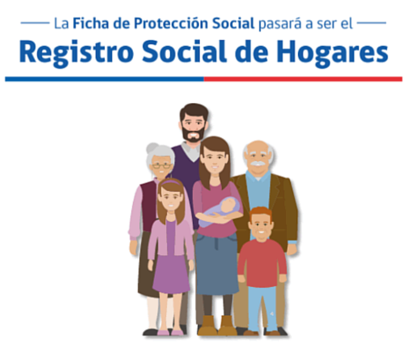 La Ficha de Protección Social pasará a ser el
Registro Social de Hogares